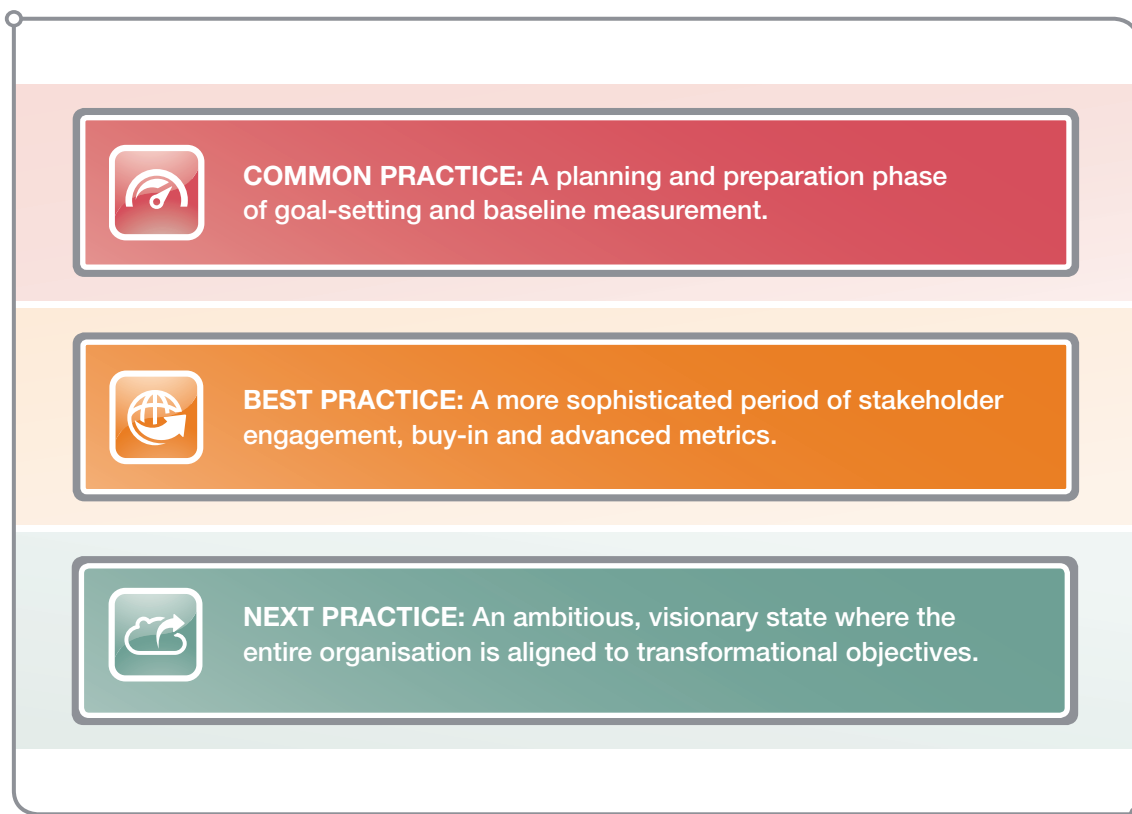 COMMON PRACTICE: A planning and preparation phase
of goal-setting and baseline measurement.
BEST PRACTICE: A more sophisticated period of stakeholder
engagement, buy-in and advanced metrics.
NEXT PRACTICE: An ambitious, visionary state where the
entire organisation is aligned to transformational objectives.